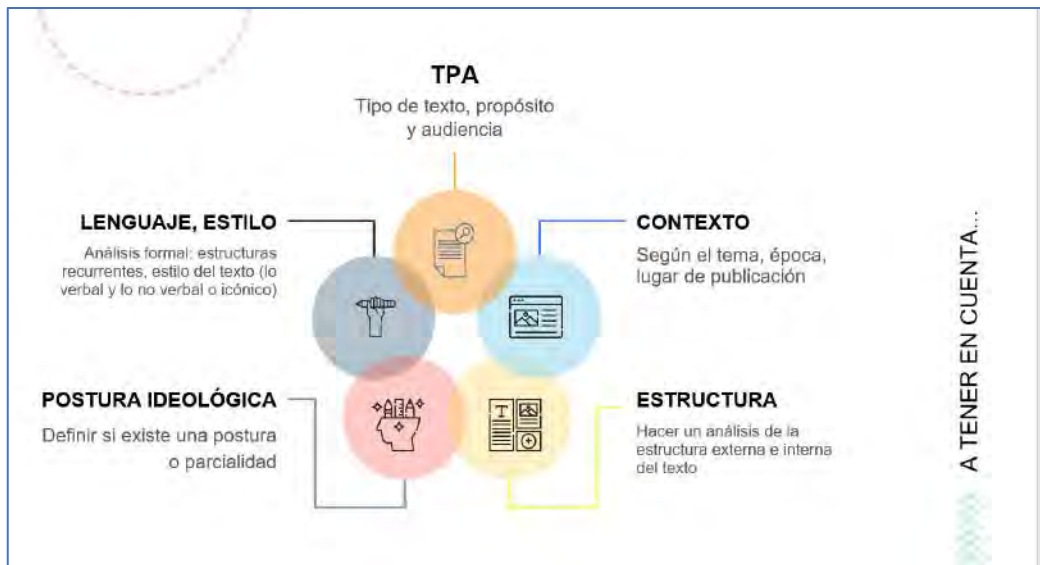 TPA
Tipo de texto, propósito
y audiencia
LENGUAJE, ESTILO
Análisis formal: estructuras
recurrentes, estilo del texto (lo
verbal y lo no verbal o icónico)
CONTEXTO
Según el tema, época,
lugar de publicación
POSTURA IDEOLÓGICA
Definir si existe una postura
o parcialidad
ESTRUCTURA
Hacer un análisis de la
estructura externa e interna
del texto
A TENER EN CUENTA...